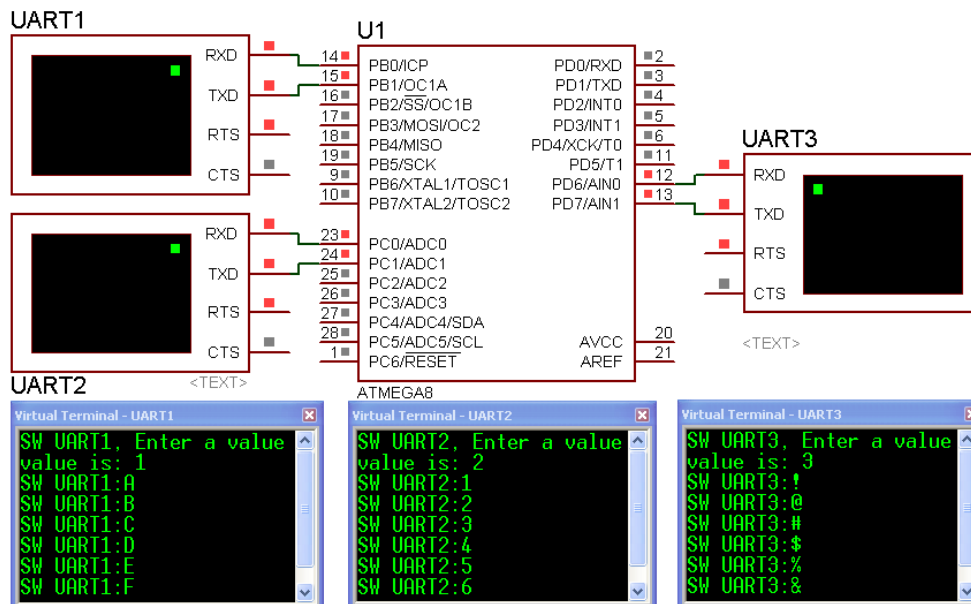 UART1
RXD
TXD
RTS
CTS
RXD
TXD
RTS
CTS
UART2
<TEXT>
U1
14 PB0/ICP
15 PB1/OC1A
16 PB2/SS/OC1B
17 PB3/MOSI/OC2
18 PB4/MISO
19 PB5/SCK
9 PB6/XTAL1/TOSC1
10 PB7/XTAL2/TOSC2
23 PC0/ADC0
24 PC1/ADC1
25 PC2/ADC2
26 PC3/ADC3
27 PC4/ADC4/SDA
28 PC5/ADC5/SCL
1 PC6/RESET
PD0/RXD 2
PD1/TXD 3
PD2/INT0 4
PD3/INT1 5
PD4/XCK/T0 6
PD5/T1 11
PD6/AIN0 12
PD7/AIN1 13
AVCC 20
AREF 21
ATMEGA8
UART3
RXD
TXD
RTS
CTS
<TEXT>
Virtual Terminal - UART1
SW UART1, Enter a value
value is: 1
SW UART1:A
SW UART1:B
SW UART1:C
SW UART1:D
SW UART1:E
SW UART1:F
Virtual Terminal - UART2
SW UART2, Enter a value
value is: 2
SW UART2:1
SW UART2:2
SW UART2:3
SW UART2:4
SW UART2:5
SW UART2:6
Virtual Terminal - UART3
SW UART3, Enter a value
value is: 3
SW UART3:!
SW UART3:@
SW UART3:#
SW UART3:$
SW UART3:%
SW UART3:&